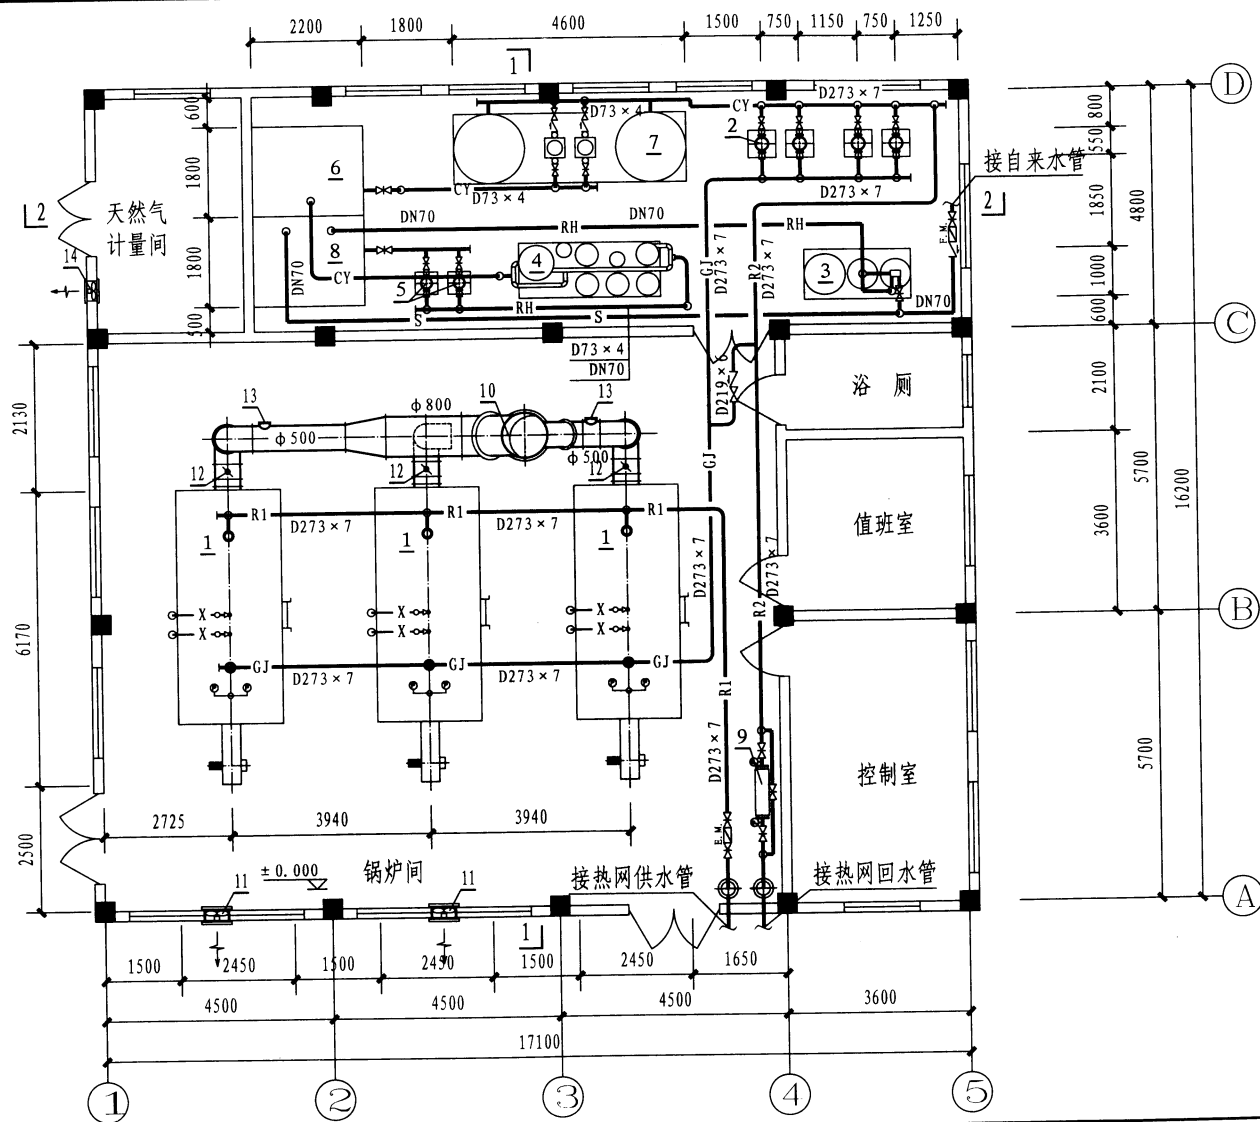 2200
1800
4600
1500
750
1150
750
1250
1
D
600
D73×4
CY
D273×7
2
7
6
800
550
接自来水管
1800
CY
D73×4
D273×7
2
2
天然气
计量间
DN70
DN70
RH
RH
1850
4800
8
E.M.
14
1800
DN70
CY
4
5
GJ
D273×7
R2
D273×7
3
1000
RH
DN70
S
S
500
600
C
D73×4
DN70
D219×6
浴 厕
2100
2130
13
φ800
10
13
φ500
φ500
12
12
12
GJ
5700
16200
R1
D273×7
R1
D273×7
R1
值班室
3600
1
1
1
D273×7
D273×7
X
X
X
X
X
X
R2
B
6170
GJ
D273×7
GJ
D273×7
GJ
R1
D273×7
9
控制室
5700
2725
3940
3940
E.M.
2500
±0.000
锅炉间
接热网供水管
接热网回水管
11
11
A
1
1500
2450
1500
2450
1500
2450
1650
4500
4500
4500
3600
17100
1
2
3
4
5